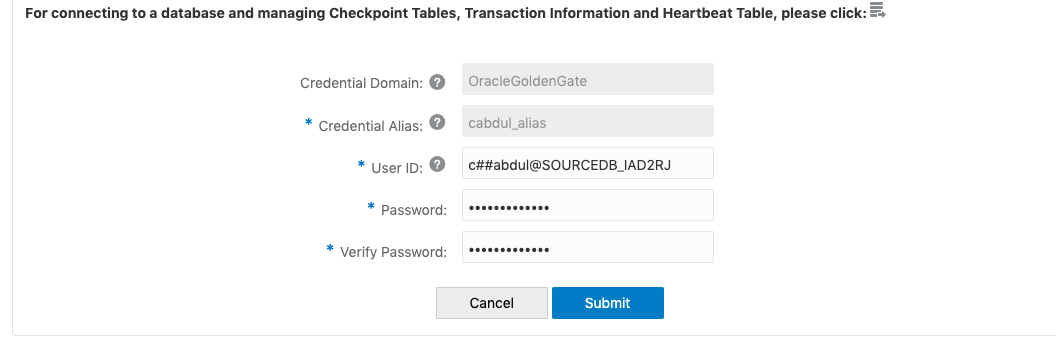 For connecting to a database and managing Checkpoint Tables, Transaction Information and Heartbeat Table, please click:
Credential Domain: ? OracleGoldenGate
* Credential Alias: ? cabdul_alias
* User ID: ? c##abdul@SOURCEDB_IAD2RJ
* Password: •••••••••••••
* Verify Password: •••••••••••••
Cancel Submit